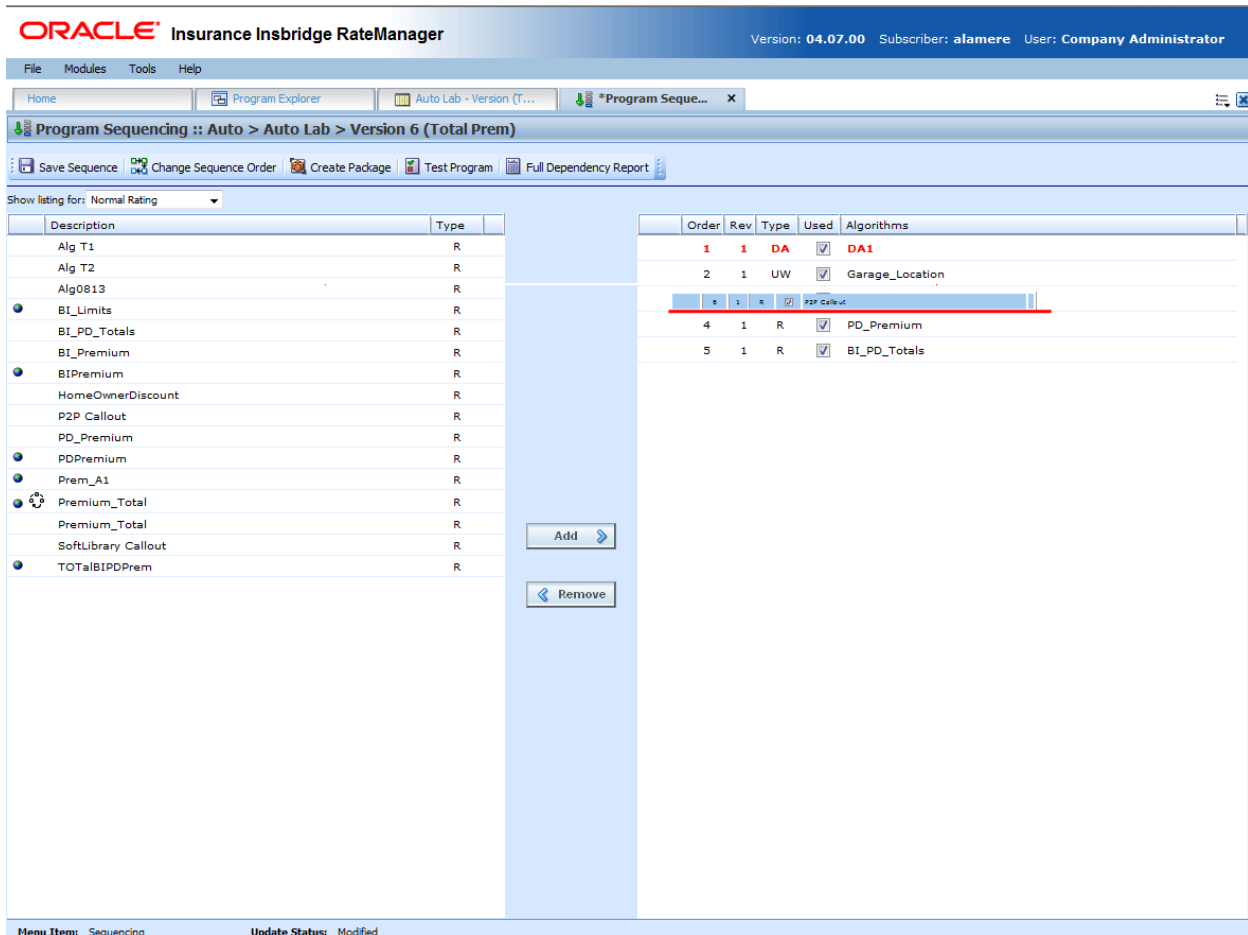 ORACLE Insurance Insbridge RateManager
Version: 04.07.00 Subscriber: alamere User: Company Administrator
File Modules Tools Help
Home Program Explorer Auto Lab - Version (T... *Program Seque... x
Program Sequencing :: Auto > Auto Lab > Version 6 (Total Prem)
Save Sequence Change Sequence Order Create Package Test Program Full Dependency Report
Show listing for: Normal Rating
Description Type
Alg T1 R
Alg T2 R
Alg0813 R
BI_Limits R
BI_PD_Totals R
BI_Premium R
BIPremium R
HomeOwnerDiscount R
P2P Callout R
PD_Premium R
PDPremium R
Prem_A1 R
Premium_Total R
Premium_Total R
SoftLibrary Callout R
TOTalBIPDPrem R
Add
Remove
Order Rev Type Used Algorithms
1 1 DA DA1
2 1 UW Garage_Location
6 1 R P2P Callout
4 1 R PD_Premium
5 1 R BI_PD_Totals
Menu Item: Sequencing Update Status: Modified